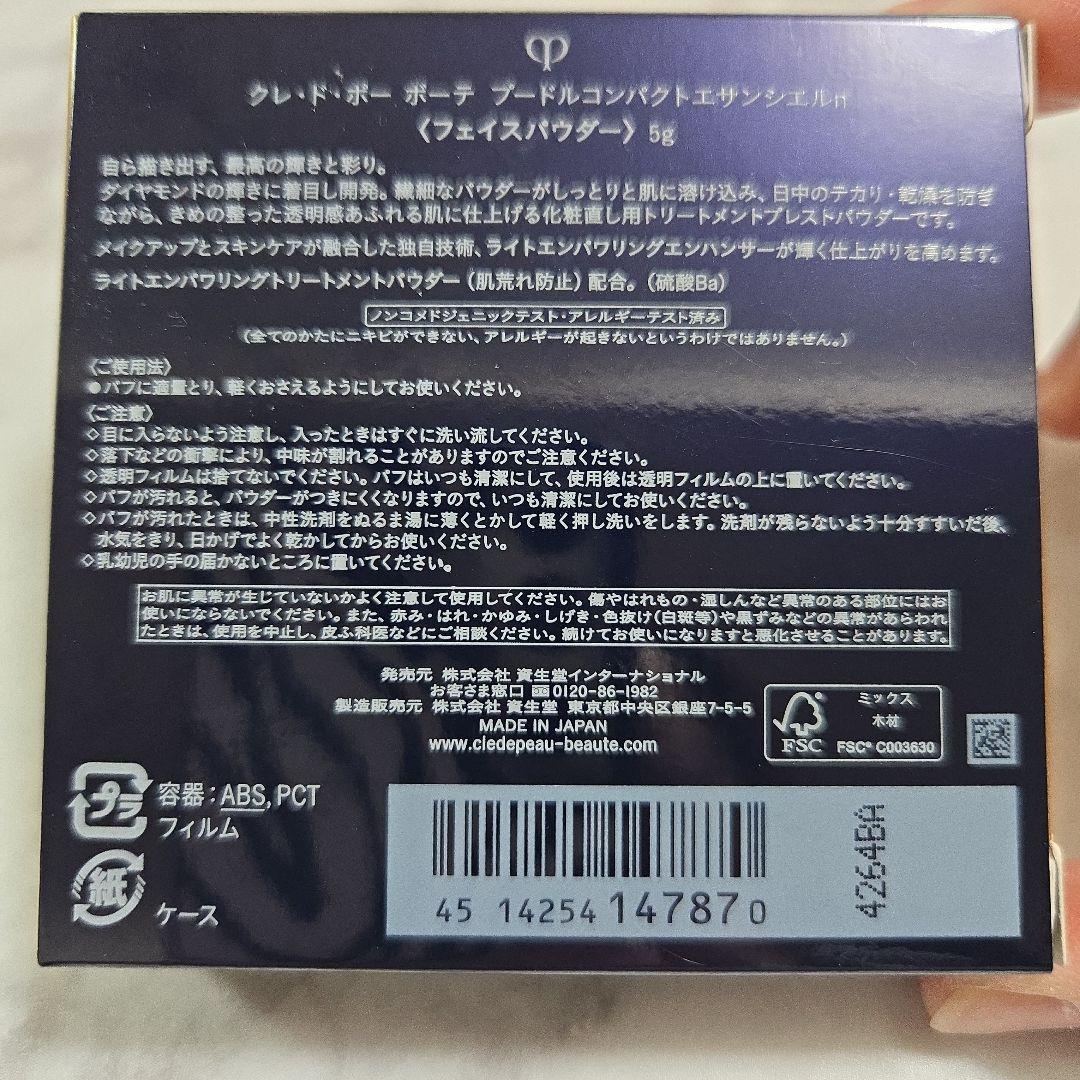 クレ・ド・ポー ボーテ プードルコンパクトエサンシエルn
〈フェイスパウダー〉5g
自ら描き出す、最高の輝きと彩り。
ダイヤモンドの輝きに着目し開発。繊細なパウダーがしっとりと肌に溶け込み、日中のテカリ・乾燥を防ぎ
ながら、きめの整った透明感あふれる肌に仕上げる化粧直し用トリートメントプレストパウダーです。
メイクアップとスキンケアが融合した独自技術、ライトエンパワリングエンハンサーが輝く仕上がりを高めます。
ライトエンパワリングトリートメントパウダー（肌荒れ防止）配合。（硫酸Ba）
ノンコメドジェニックテスト・アレルギーテスト済み
（全てのかたにニキビができない、アレルギーが起きないというわけではありません。）
〈ご使用法〉
●パフに適量とり、軽くおさえるようにしてお使いください。
〈ご注意〉
◇目に入らないよう注意し、入ったときはすぐに洗い流してください。
◇落下などの衝撃により、中味が割れることがありますのでご注意ください。
◇透明フィルムは捨てないでください。パフはいつも清潔にして、使用後は透明フィルムの上に置いてください。
◇パフが汚れると、パウダーがつきにくくなりますので、いつも清潔にしてお使いください。
◇パフが汚れたときは、中性洗剤をぬるま湯に薄くとかして軽く押し洗いをします。洗剤が残らないよう十分すすいだ後、
水気をきり、日かげでよく乾かしてからお使いください。
◇乳幼児の手の届かないところに置いてください。
お肌に異常が生じていないかよく注意して使用してください。傷やはれもの・湿しんなど異常のある部位にはお
使いにならないでください。また、赤み・はれ・かゆみ・しげき・色抜け（白斑等）や黒ずみなどの異常があらわれ
たときは、使用を中止し、皮ふ科医などにご相談ください。続けてお使いになりますと悪化させることがあります。
発売元 株式会社 資生堂インターナショナル
お客さま窓口 0120-86-1982
製造販売元 株式会社 資生堂 東京都中央区銀座7-5-5
MADE IN JAPAN
www.cledepeau-beaute.com
FSC
ミックス
木材
FSC® C003630
プラ
容器：ABS, PCT
フィルム
紙
ケース
45 14254 14787 0
4264BA